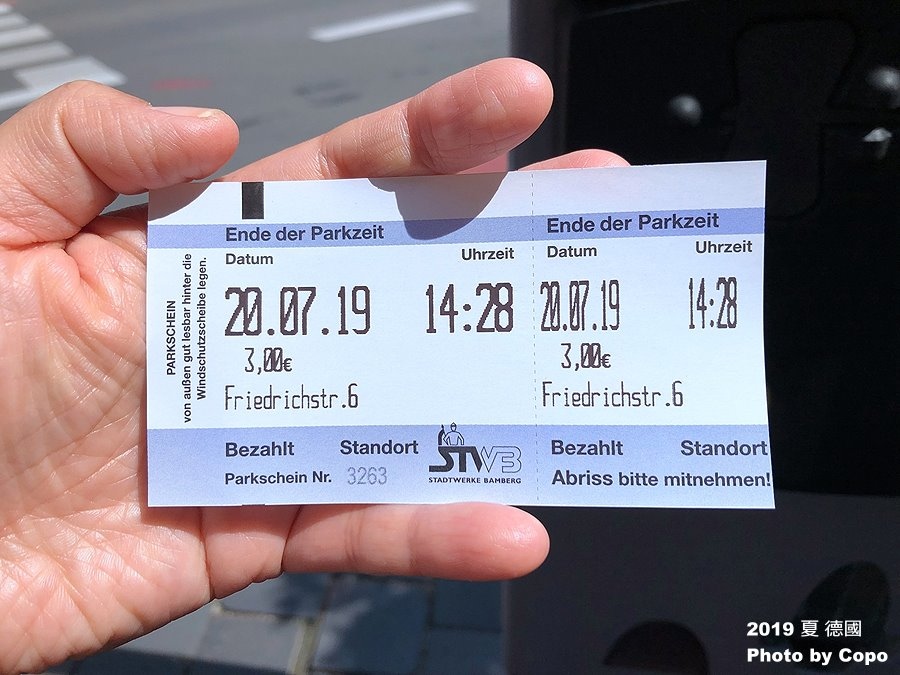 PARKSCHEIN
von außen gut lesbar hinter die
Windschutzscheibe legen.
Ende der Parkzeit
Datum Uhrzeit
20.07.19 14:28
3,00€
Friedrichstr.6
Bezahlt Standort
Parkschein Nr. 3263
STWB
STADTWERKE BAMBERG
Ende der Parkzeit
Datum Uhrzeit
20.07.19 14:28
3,00€
Friedrichstr.6
Bezahlt Standort
Abriss bitte mitnehmen!
2019 夏 德國
Photo by Copo